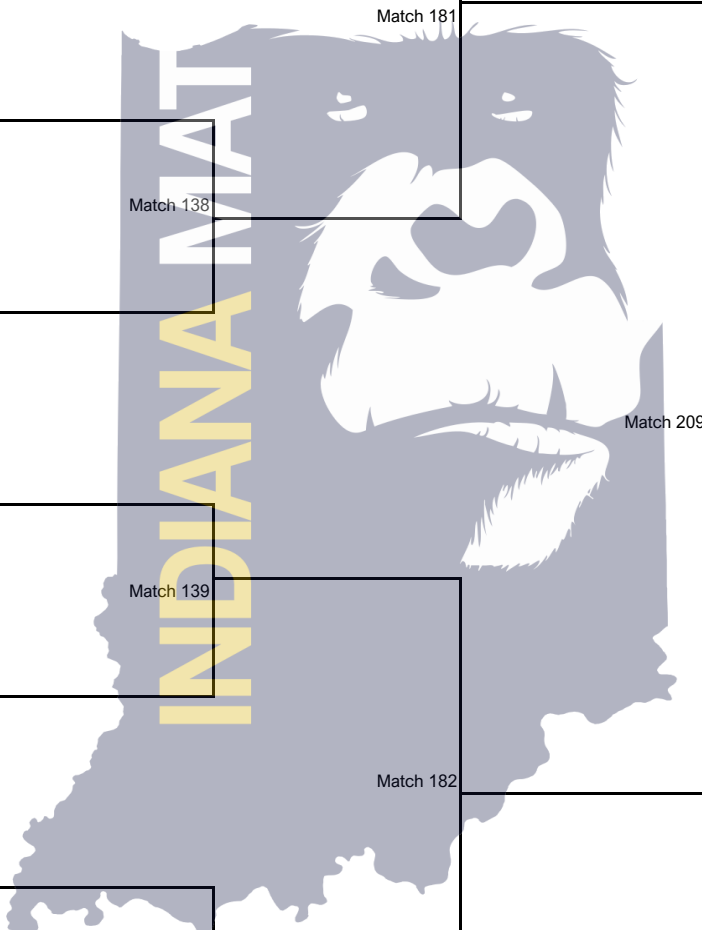 Match 181
Match 138
INDIANA MAT
Match 209
Match 139
Match 182